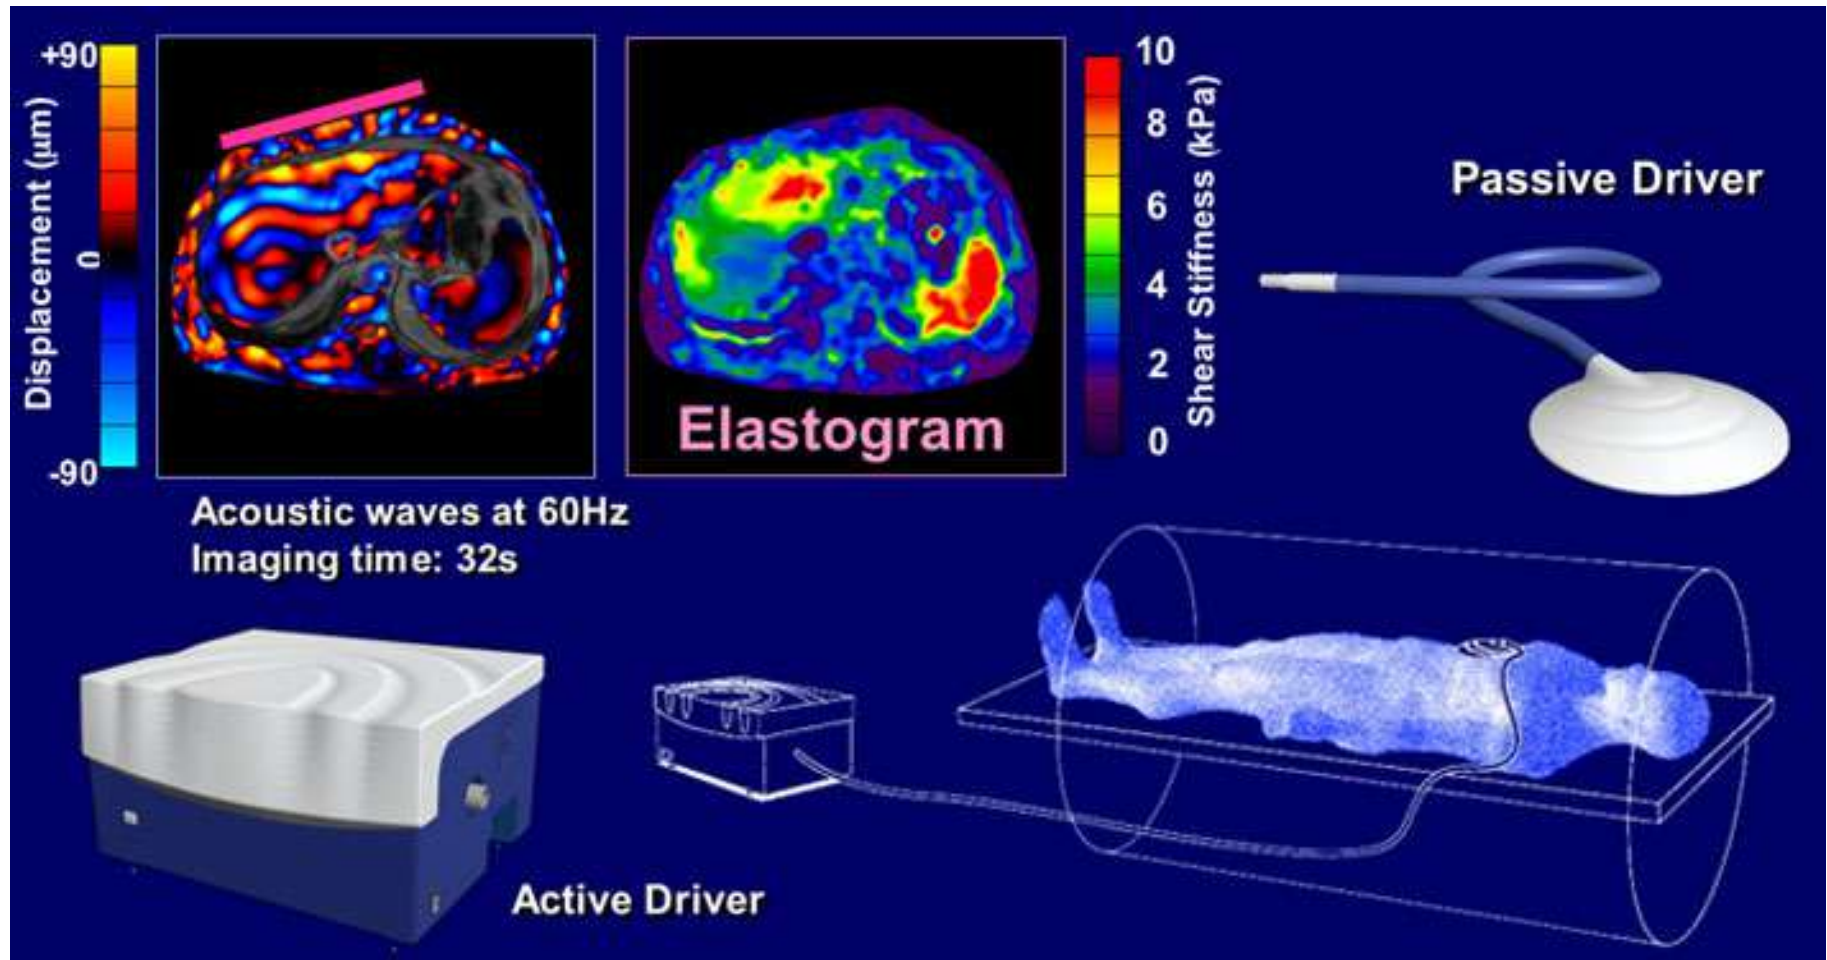 +90
0
-90
Displacement (μm)
Elastogram
10
8
6
4
2
0
Shear Stiffness (kPa)
Passive Driver
Acoustic waves at 60Hz
Imaging time: 32s
Active Driver